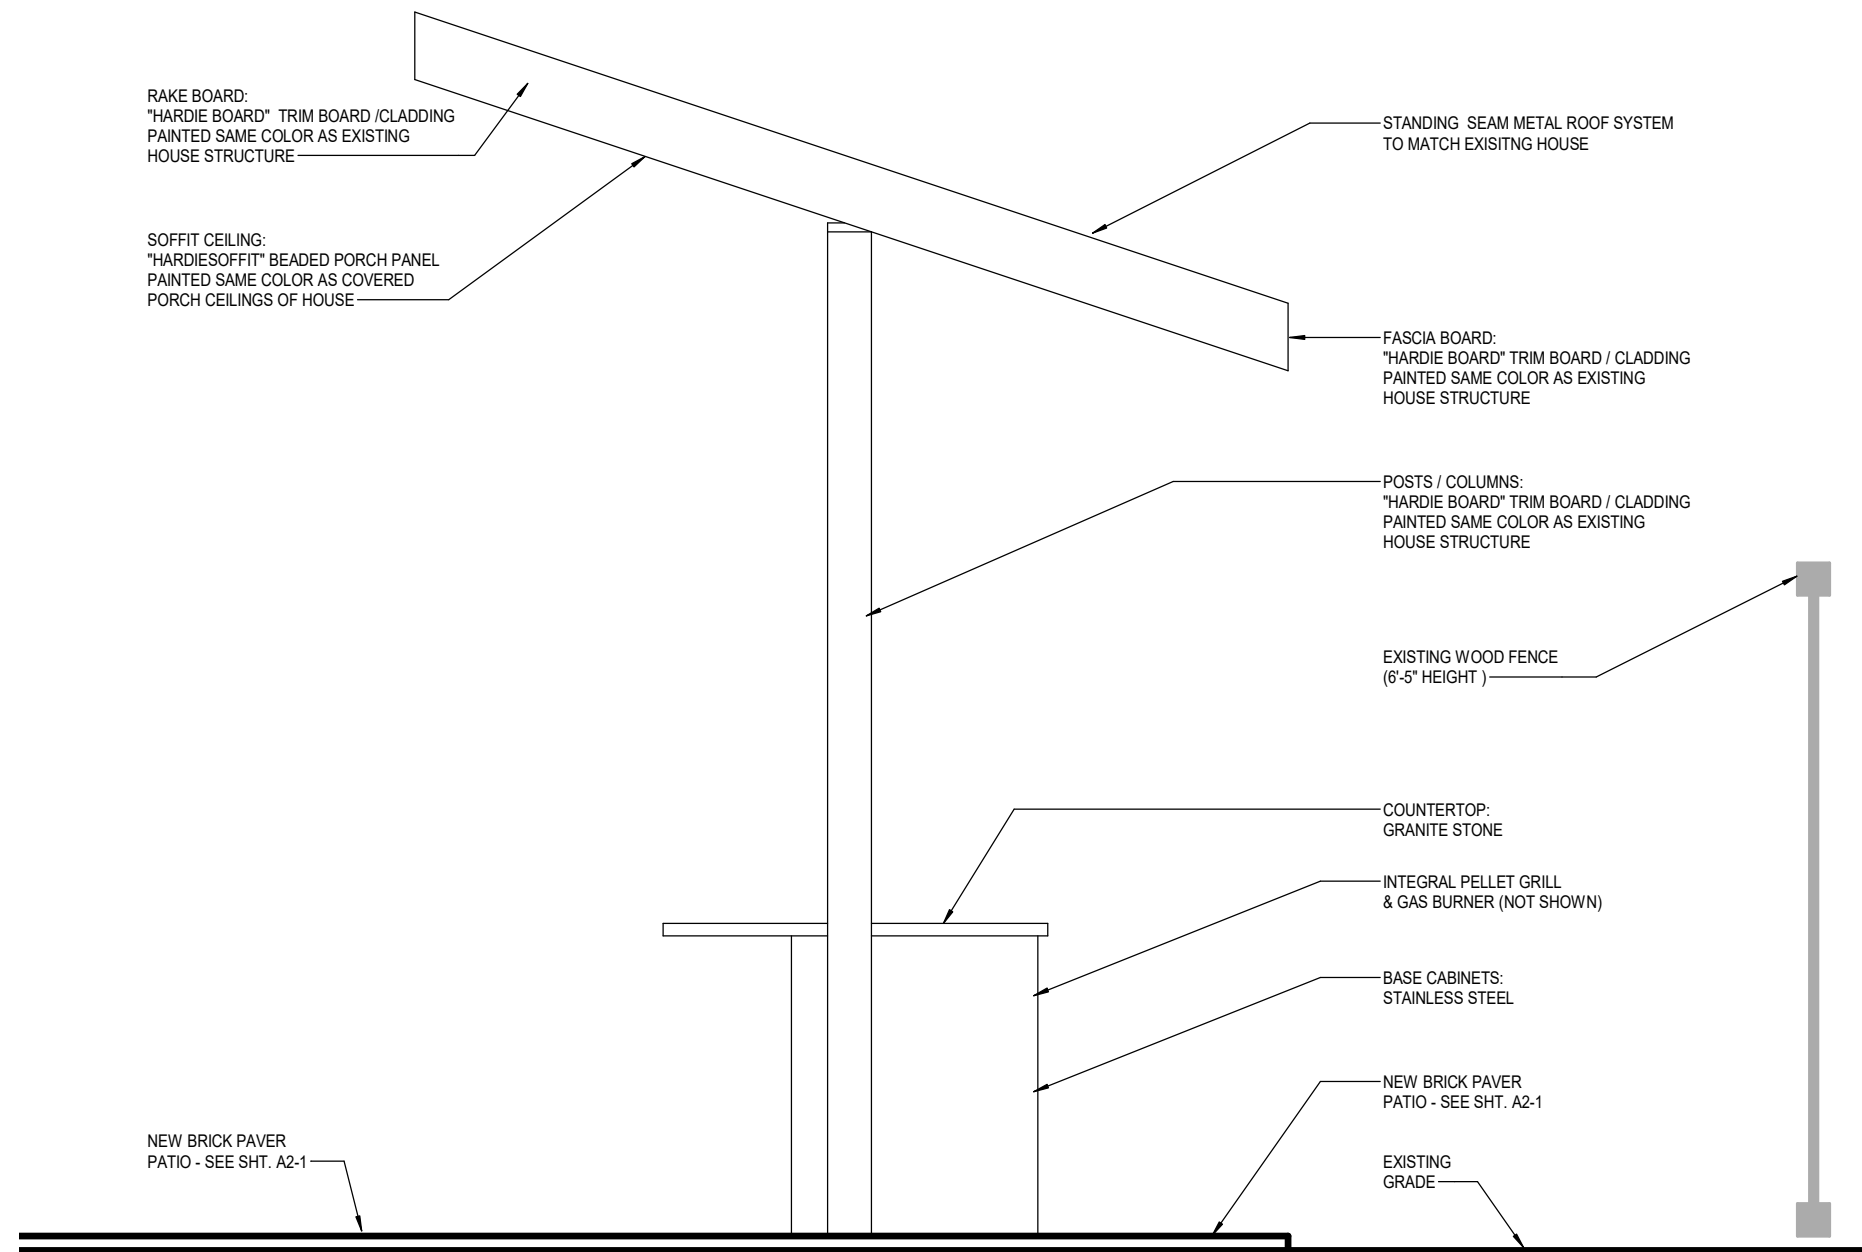 RAKE BOARD:
"HARDIE BOARD" TRIM BOARD /CLADDING
PAINTED SAME COLOR AS EXISTING
HOUSE STRUCTURE
SOFFIT CEILING:
"HARDIESOFFIT" BEADED PORCH PANEL
PAINTED SAME COLOR AS COVERED
PORCH CEILINGS OF HOUSE
NEW BRICK PAVER
PATIO - SEE SHT. A2-1
STANDING SEAM METAL ROOF SYSTEM
TO MATCH EXISITNG HOUSE
FASCIA BOARD:
"HARDIE BOARD" TRIM BOARD / CLADDING
PAINTED SAME COLOR AS EXISTING
HOUSE STRUCTURE
POSTS / COLUMNS:
"HARDIE BOARD" TRIM BOARD / CLADDING
PAINTED SAME COLOR AS EXISTING
HOUSE STRUCTURE
EXISTING WOOD FENCE
(6'-5" HEIGHT )
COUNTERTOP:
GRANITE STONE
INTEGRAL PELLET GRILL
& GAS BURNER (NOT SHOWN)
BASE CABINETS:
STAINLESS STEEL
NEW BRICK PAVER
PATIO - SEE SHT. A2-1
EXISTING
GRADE